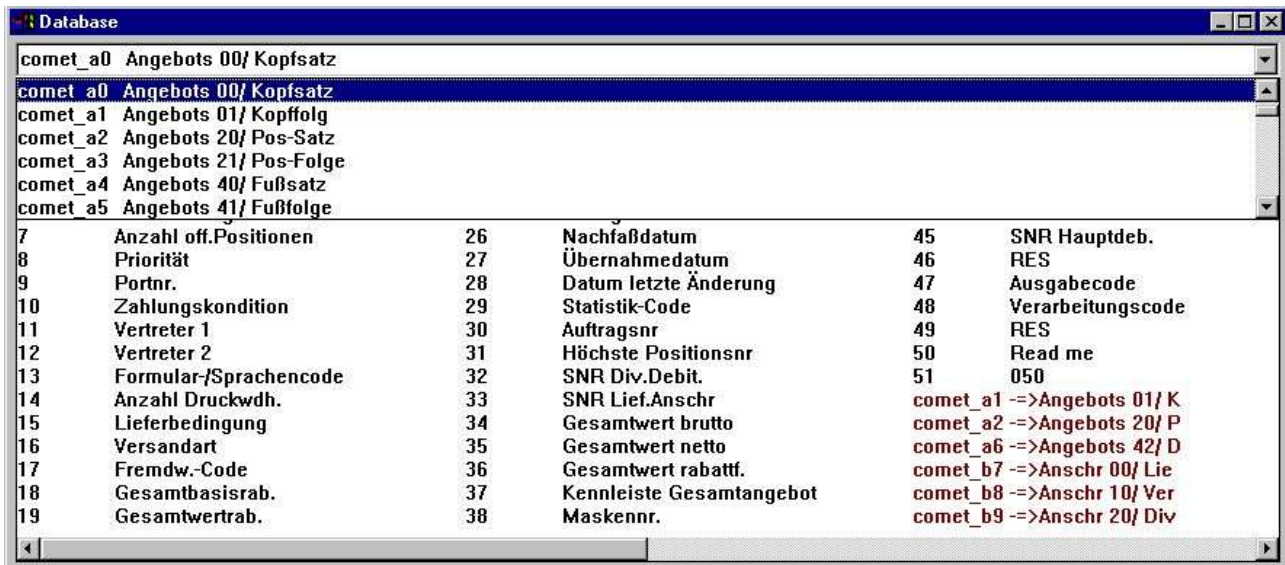 Database
comet_a0 Angebots 00/ Kopfsatz
comet_a0 Angebots 00/ Kopfsatz
comet_a1 Angebots 01/ Kopffolg
comet_a2 Angebots 20/ Pos-Satz
comet_a3 Angebots 21/ Pos-Folge
comet_a4 Angebots 40/ Fußsatz
comet_a5 Angebots 41/ Fußfolge
7 Anzahl off.Positionen 26 Nachfaßdatum 45 SNR Hauptdeb.
8 Priorität 27 Übernahmedatum 46 RES
9 Portnr. 28 Datum letzte Änderung 47 Ausgabecode
10 Zahlungskondition 29 Statistik-Code 48 Verarbeitungscode
11 Vertreter 1 30 Auftragsnr 49 RES
12 Vertreter 2 31 Höchste Positionsnr 50 Read me
13 Formular-/Sprachencode 32 SNR Div.Debit. 51 050
14 Anzahl Druckwdh. 33 SNR Lief.Anschr comet_a1 -=>Angebots 01/ K
15 Lieferbedingung 34 Gesamtwert brutto comet_a2 -=>Angebots 20/ P
16 Versandart 35 Gesamtwert netto comet_a6 -=>Angebots 42/ D
17 Fremdw.-Code 36 Gesamtwert rabattf. comet_b7 -=>Anschr 00/ Lie
18 Gesamtbasisrab. 37 Kennleiste Gesamtangebot comet_b8 -=>Anschr 10/ Ver
19 Gesamtwertrab. 38 Maskennr. comet_b9 -=>Anschr 20/ Div